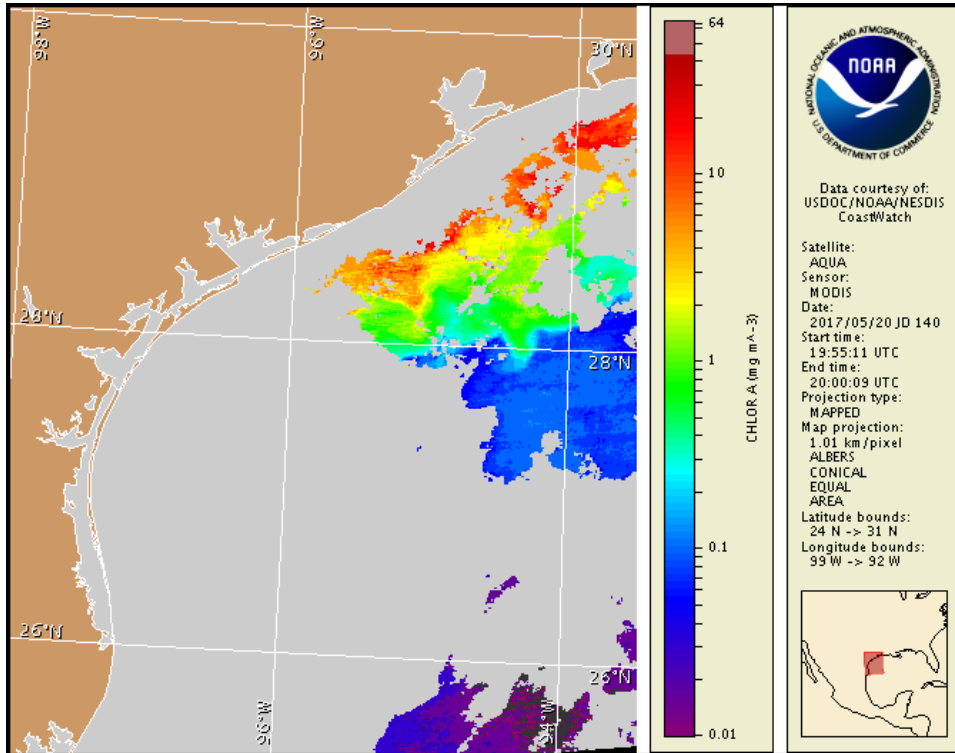 98°W
96°W
30°N
28°N
28°N
26°N
26°N
96°W
94°W
64
10
1
0.1
0.01
CHLOR A (mg m^-3)
NATIONAL OCEANIC AND ATMOSPHERIC ADMINISTRATION
NOAA
U.S. DEPARTMENT OF COMMERCE
Data courtesy of:
USDOC/NOAA/NESDIS
CoastWatch
Satellite:
AQUA
Sensor:
MODIS
Date:
2017/05/20 JD 140
Start time:
19:55:11 UTC
End time:
20:00:09 UTC
Projection type:
MAPPED
Map projection:
1.01 km/pixel
ALBERS
CONICAL
EQUAL
AREA
Latitude bounds:
24 N -> 31 N
Longitude bounds:
99 W -> 92 W